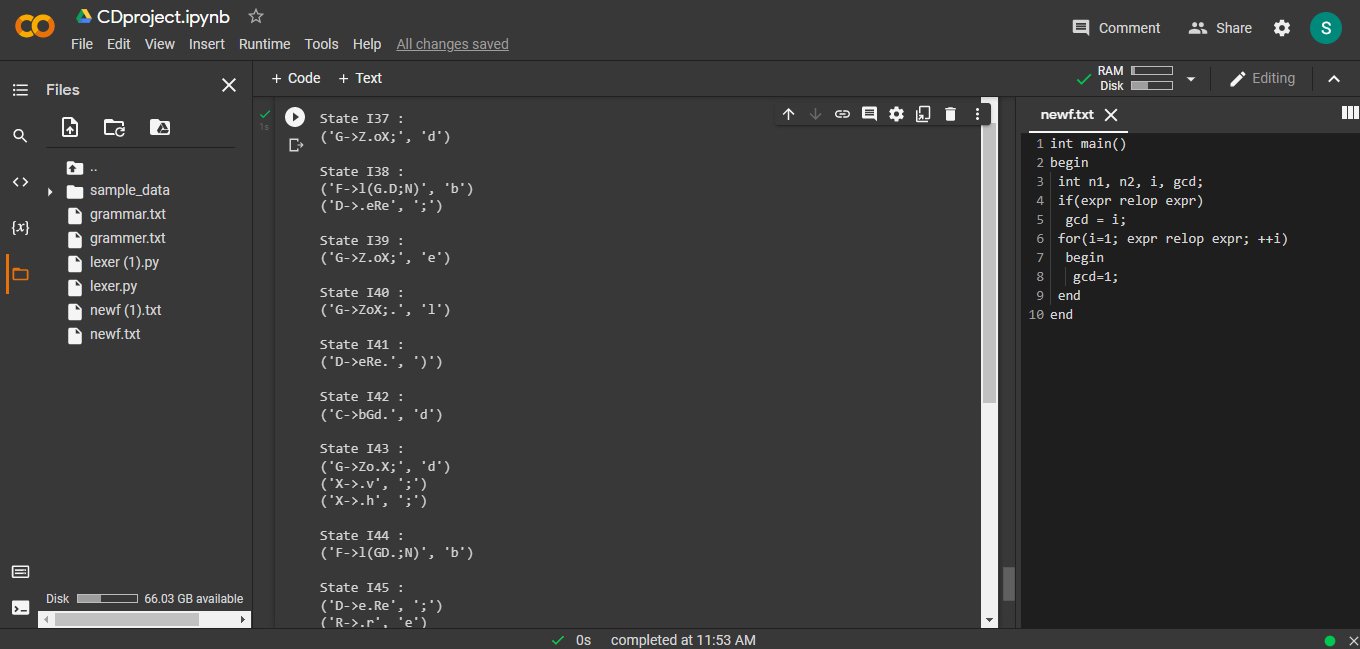 CDproject.ipynb
File Edit View Insert Runtime Tools Help All changes saved
Comment Share S
Files
+ Code + Text
RAM
Disk
Editing
..
sample_data
grammar.txt
grammer.txt
lexer (1).py
lexer.py
newf (1).txt
newf.txt
{x}
Disk 66.03 GB available
1s
State I37 :
('G->Z.oX;', 'd')
State I38 :
('F->l(G.D;N)', 'b')
('D->.eRe', ';')
State I39 :
('G->Z.oX;', 'e')
State I40 :
('G->ZoX;.', 'l')
State I41 :
('D->eRe.', ')')
State I42 :
('C->bGd.', 'd')
State I43 :
('G->Zo.X;', 'd')
('X->.v', ';')
('X->.h', ';')
State I44 :
('F->l(GD.;N)', 'b')
State I45 :
('D->e.Re', ';')
('R->.r', 'e')
newf.txt
1 int main()
2 begin
3 int n1, n2, i, gcd;
4 if(expr relop expr)
5 gcd = i;
6 for(i=1; expr relop expr; ++i)
7 begin
8 gcd=1;
9 end
10 end
0s completed at 11:53 AM